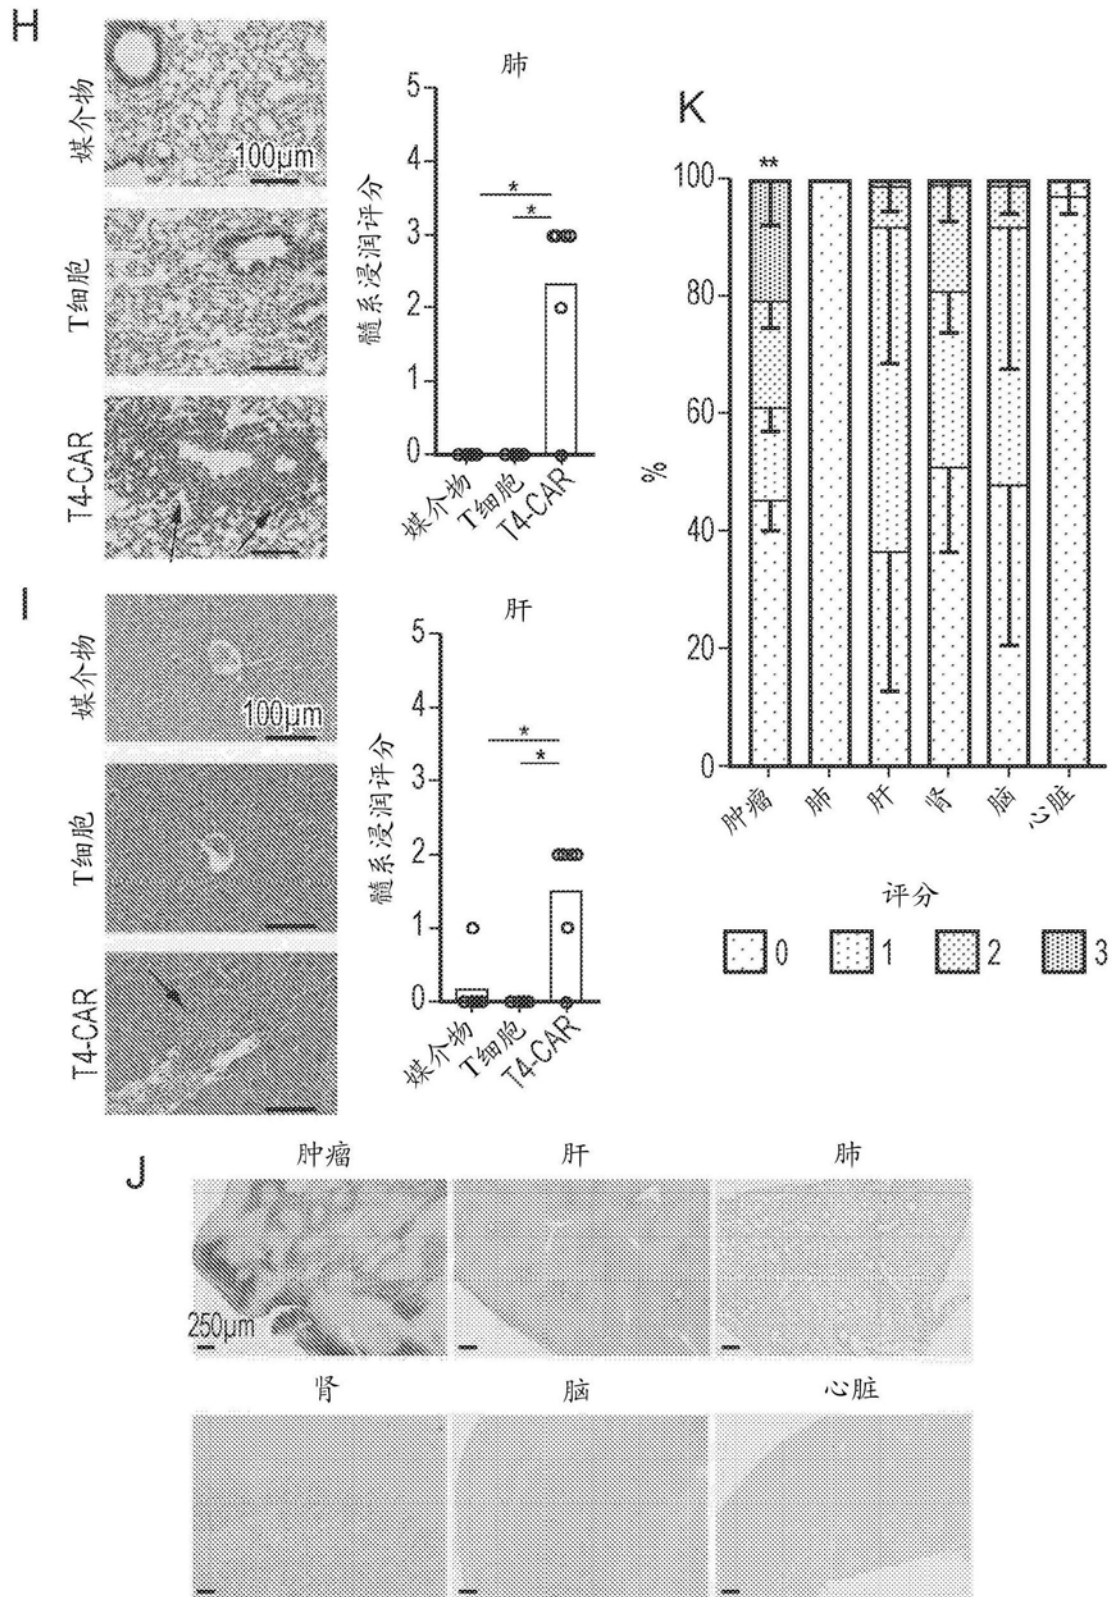 H
媒介物
100μm
T细胞
T4-CAR
肺
髓系浸润评分
5
4
3
2
1
0
*
*
媒介物
T细胞
T4-CAR
K
**
%
100
80
60
40
20
0
肿瘤
肺
肝
肾
脑
心脏
评分
0
1
2
3
I
媒介物
100μm
T细胞
T4-CAR
肝
髓系浸润评分
5
4
3
2
1
0
*
*
媒介物
T细胞
T4-CAR
J
肿瘤
肝
肺
250μm
肾
脑
心脏